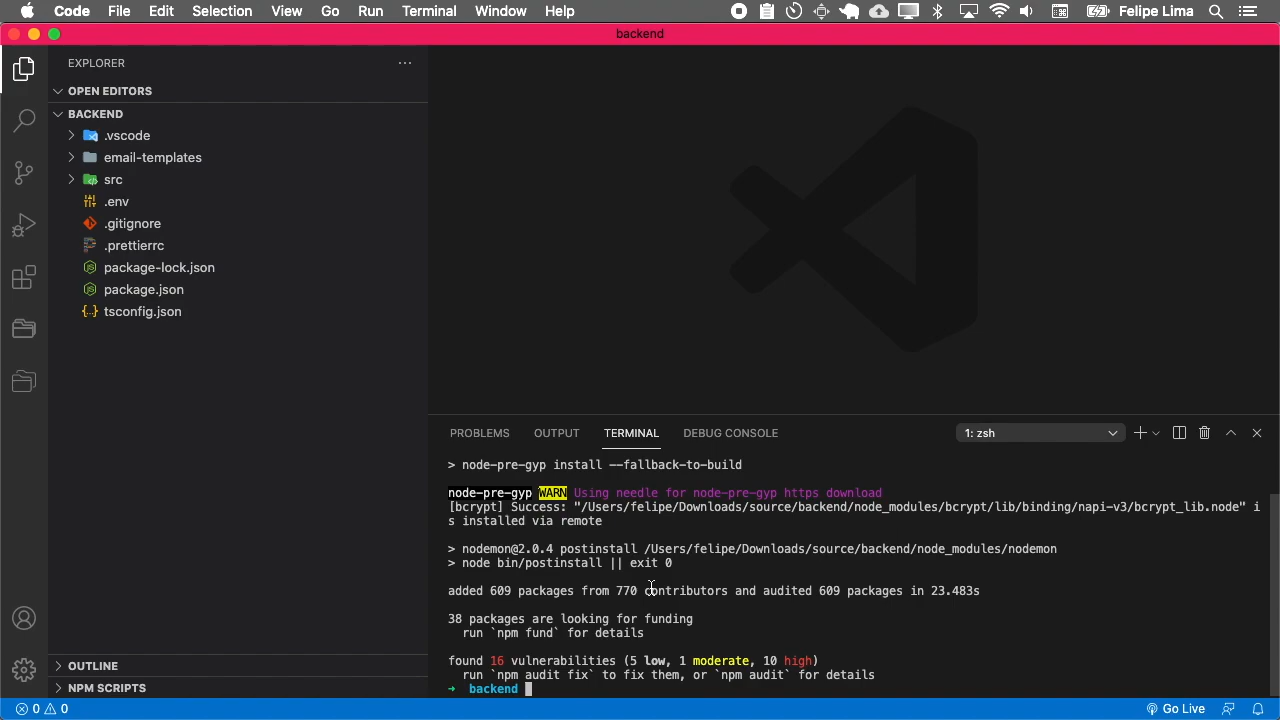 Code File Edit Selection View Go Run Terminal Window Help Felipe Lima
backend
EXPLORER
OPEN EDITORS
BACKEND
.vscode
email-templates
src
.env
.gitignore
.prettierrc
package-lock.json
package.json
tsconfig.json
OUTLINE
NPM SCRIPTS
PROBLEMS OUTPUT TERMINAL DEBUG CONSOLE 1: zsh
> node-pre-gyp install --fallback-to-build
node-pre-gyp WARN Using needle for node-pre-gyp https download
[bcrypt] Success: "/Users/felipe/Downloads/source/backend/node_modules/bcrypt/lib/binding/napi-v3/bcrypt_lib.node" i
s installed via remote
> nodemon@2.0.4 postinstall /Users/felipe/Downloads/source/backend/node_modules/nodemon
> node bin/postinstall || exit 0
added 609 packages from 770 contributors and audited 609 packages in 23.483s
38 packages are looking for funding
run `npm fund` for details
found 16 vulnerabilities (5 low, 1 moderate, 10 high)
run `npm audit fix` to fix them, or `npm audit` for details
→ backend
0 0 Go Live